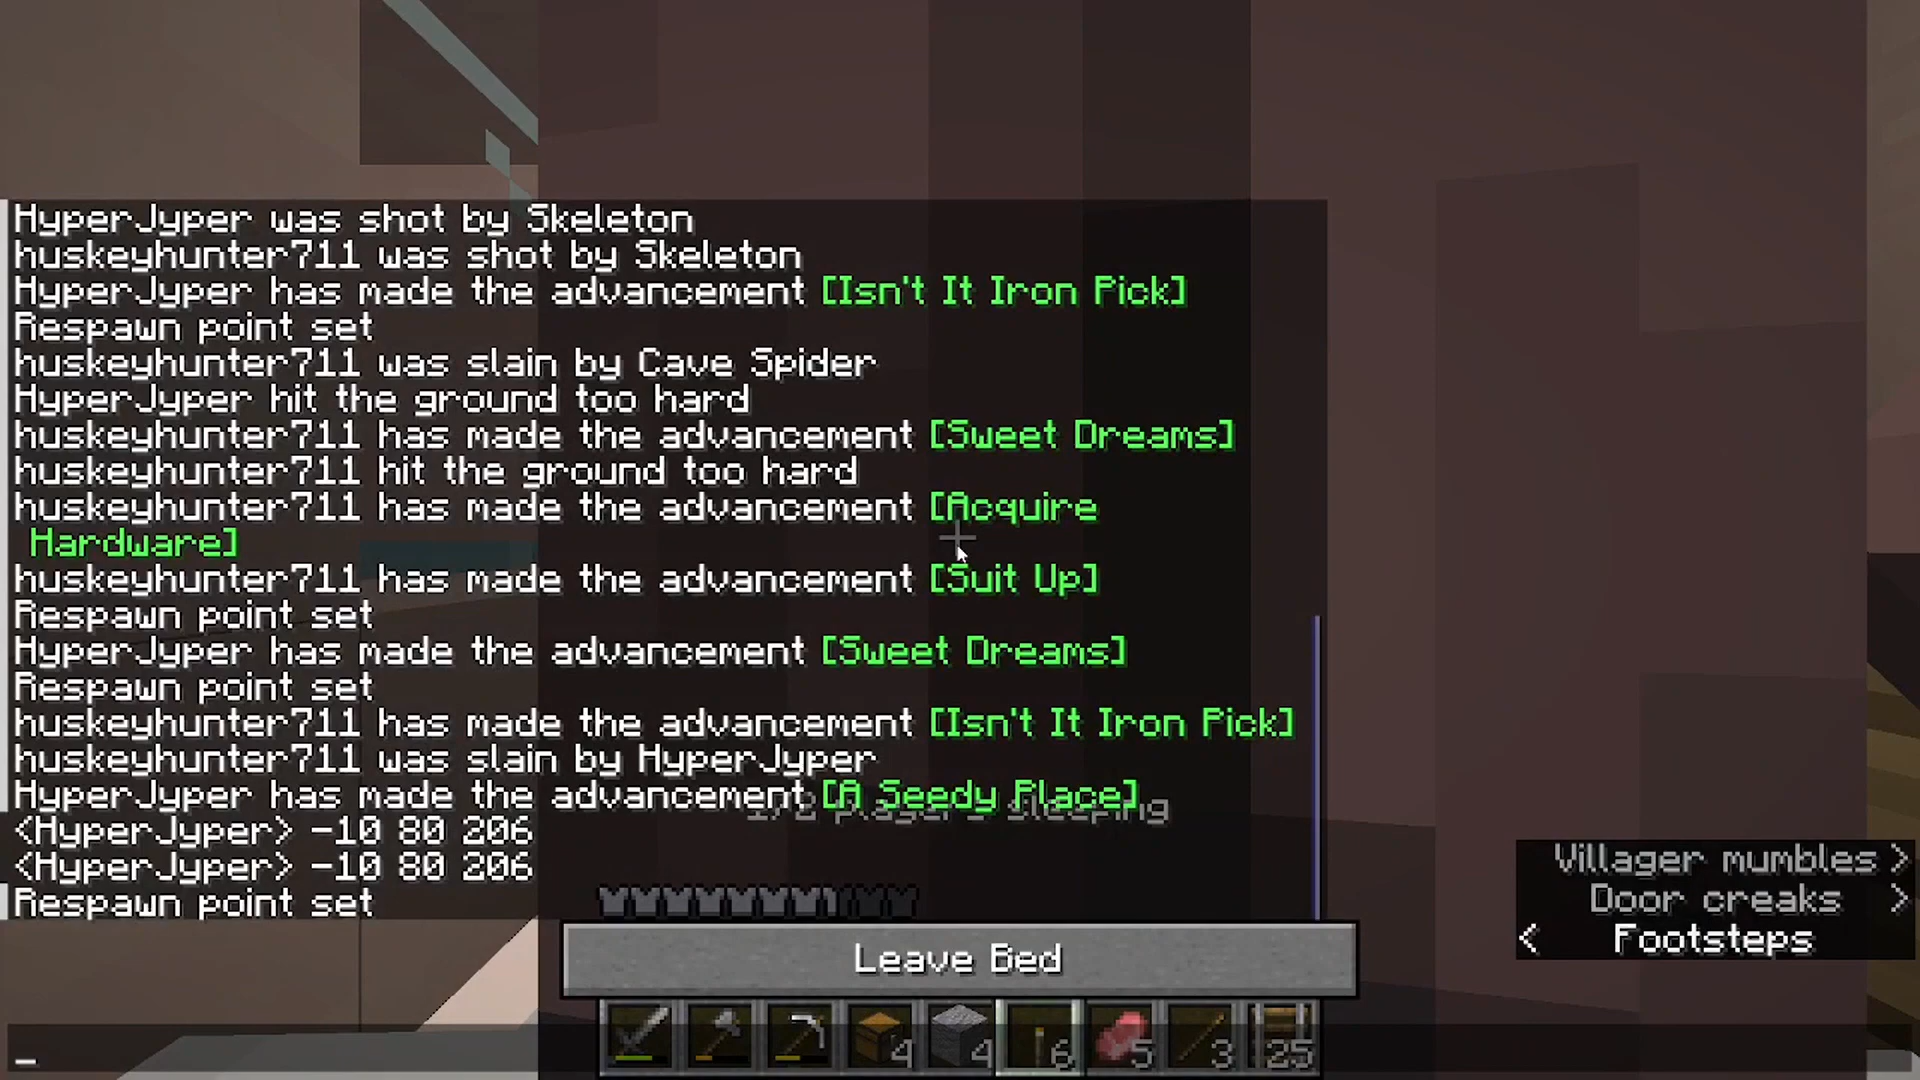 HyperJyper was shot by Skeleton
huskeyhunter711 was shot by Skeleton
HyperJyper has made the advancement [Isn't It Iron Pick]
Respawn point set
huskeyhunter711 was slain by Cave Spider
HyperJyper hit the ground too hard
huskeyhunter711 has made the advancement [Sweet Dreams]
huskeyhunter711 hit the ground too hard
huskeyhunter711 has made the advancement [Acquire
Hardware]
huskeyhunter711 has made the advancement [Suit Up]
Respawn point set
HyperJyper has made the advancement [Sweet Dreams]
Respawn point set
huskeyhunter711 has made the advancement [Isn't It Iron Pick]
huskeyhunter711 was slain by HyperJyper
HyperJyper has made the advancement [A Seedy Place]
1/2 players sleeping
<HyperJyper> -10 80 206
<HyperJyper> -10 80 206
Respawn point set
Villager mumbles >
Door creaks >
< Footsteps
Leave Bed
4 4 6 5 3 25
_